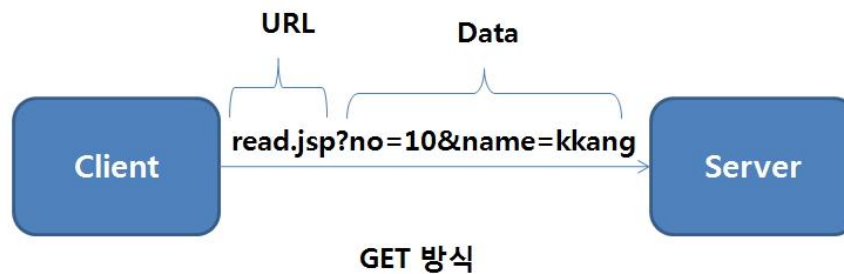 URL
Data
read.jsp?no=10&name=kkang
Client
Server
GET 방식